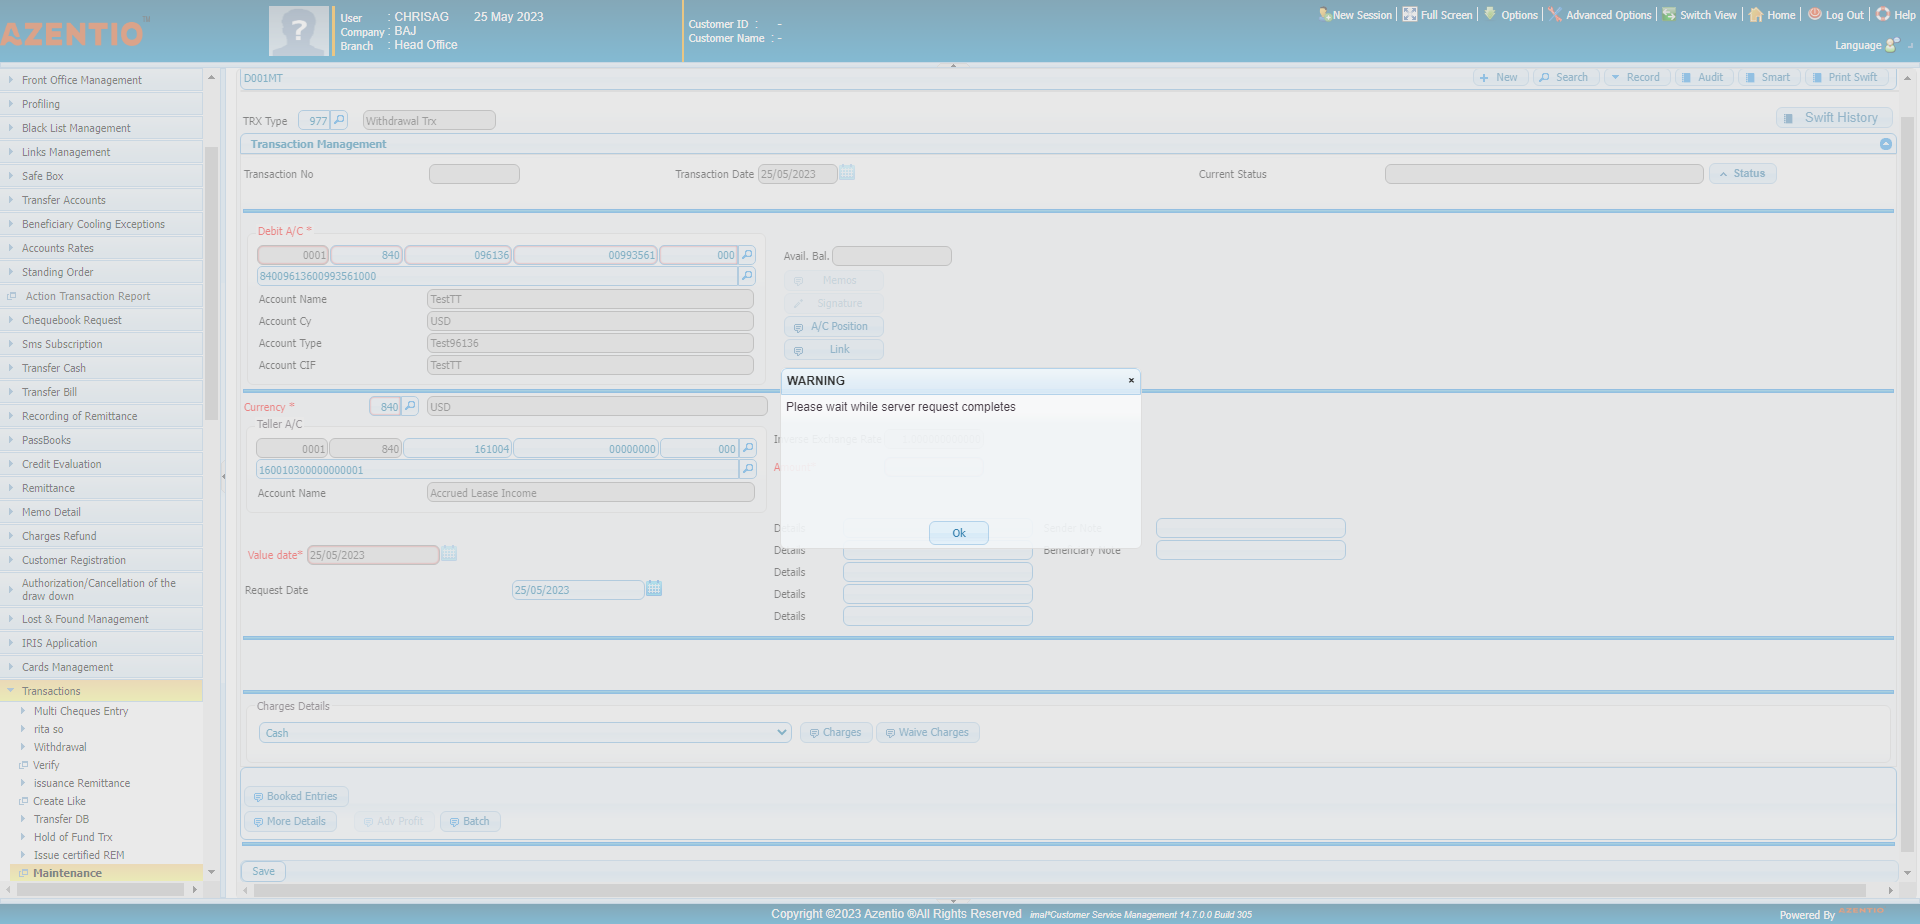 AZENTIO™
User : CHRISAG 25 May 2023
Company : BAJ
Branch : Head Office
Customer ID : -
Customer Name : -
New Session Full Screen Options Advanced Options Switch View Home Log Out Help
Language
Front Office Management
Profiling
Black List Management
Links Management
Safe Box
Transfer Accounts
Beneficiary Cooling Exceptions
Accounts Rates
Standing Order
Action Transaction Report
Chequebook Request
Sms Subscription
Transfer Cash
Transfer Bill
Recording of Remittance
PassBooks
Credit Evaluation
Remittance
Memo Detail
Charges Refund
Customer Registration
Authorization/Cancellation of the
draw down
Lost & Found Management
IRIS Application
Cards Management
Transactions
Multi Cheques Entry
rita so
Withdrawal
Verify
issuance Remittance
Create Like
Transfer DB
Hold of Fund Trx
Issue certified REM
Maintenance
D001MT
New Search Record Audit Smart Print Swift
TRX Type 977 Withdrawal Trx
Swift History
Transaction Management
Transaction No Transaction Date 25/05/2023 Current Status Status
Debit A/C *
0001 840 096136 00993561 000
84009613600993561000
Avail. Bal.
Memos
Account Name TestTT
Signature
Account Cy USD
A/C Position
Account Type Test96136
Link
Account CIF TestTT
WARNING
Please wait while server request completes
Ok
Currency * 840 USD
Teller A/C
0001 840 161004 00000000 000
Inverse Exchange Rate
160010300000000001
Account Name Accrued Lease Income
Details
Value date* 25/05/2023
Details Beneficiary Note
Details
Request Date 25/05/2023
Details
Details
Charges Details
Cash Charges Waive Charges
Booked Entries
More Details Adv Profit Batch
Save
Copyright ©2023 Azentio ®All Rights Reserved imal*Customer Service Management 14.7.0.0 Build 305
Powered By AZENTIO